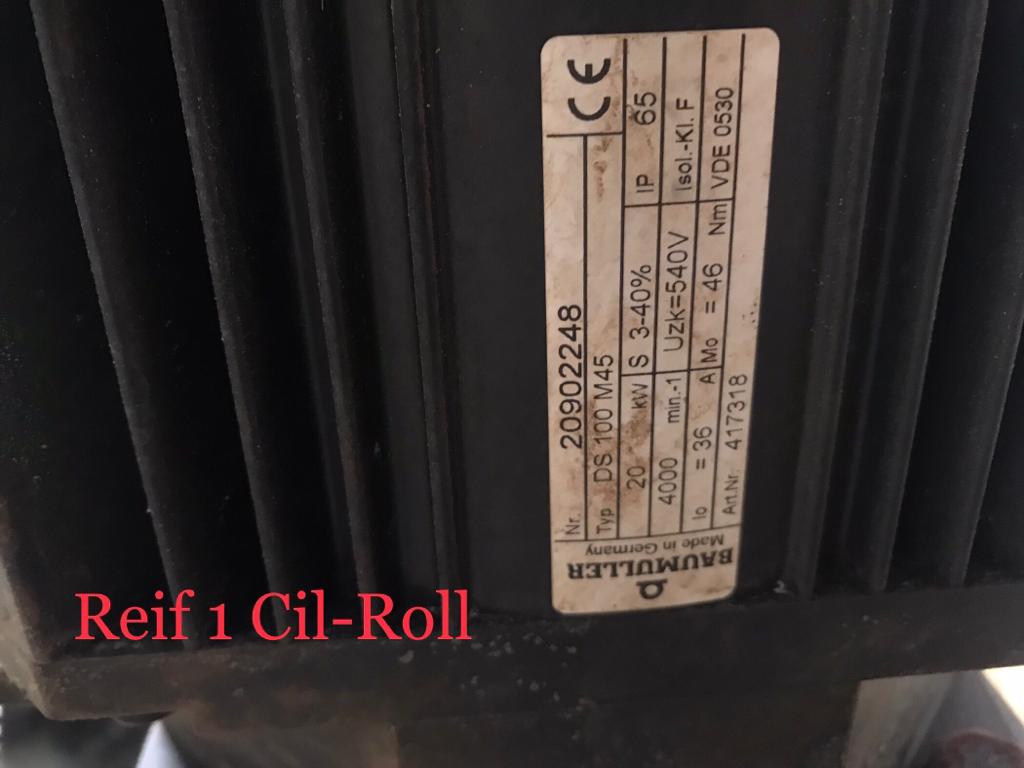 BAUMULLER
Made in Germany
CE
Nr. 20902248
Typ DS 100 M45
20 kW S 3-40% IP 65
4000 min.-1 Uzk=540V Isol.-Kl. F
Io = 36 A Mo = 46 Nm VDE 0530
Art.Nr. 417318
Reif 1 Cil-Roll